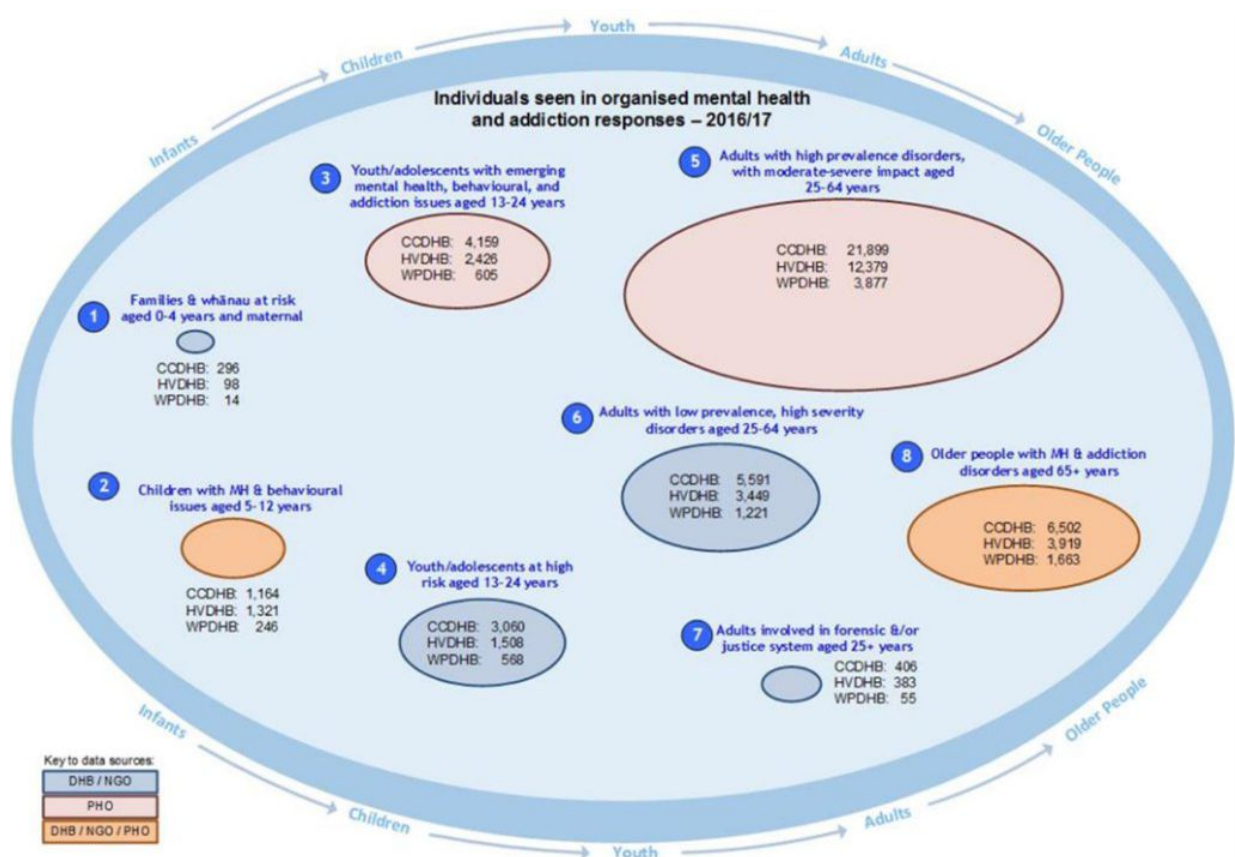 Infants
Children
Youth
Adults
Older People
Individuals seen in organised mental health
and addiction responses – 2016/17
1
Families & whānau at risk
aged 0-4 years and maternal
CCDHB: 296
HVDHB: 98
WPDHB: 14
2
Children with MH & behavioural
issues aged 5-12 years
CCDHB: 1,164
HVDHB: 1,321
WPDHB: 246
3
Youth/adolescents with emerging
mental health, behavioural, and
addiction issues aged 13-24 years
CCDHB: 4,159
HVDHB: 2,426
WPDHB: 605
4
Youth/adolescents at high
risk aged 13-24 years
CCDHB: 3,060
HVDHB: 1,508
WPDHB: 568
5
Adults with high prevalence disorders,
with moderate-severe impact aged
25-64 years
CCDHB: 21,899
HVDHB: 12,379
WPDHB: 3,877
6
Adults with low prevalence, high severity
disorders aged 25-64 years
CCDHB: 5,591
HVDHB: 3,449
WPDHB: 1,221
7
Adults involved in forensic &/or
justice system aged 25+ years
CCDHB: 406
HVDHB: 383
WPDHB: 55
8
Older people with MH & addiction
disorders aged 65+ years
CCDHB: 6,502
HVDHB: 3,919
WPDHB: 1,663
Infants
Children
Youth
Adults
Older People
Key to data sources:
DHB / NGO
PHO
DHB / NGO / PHO